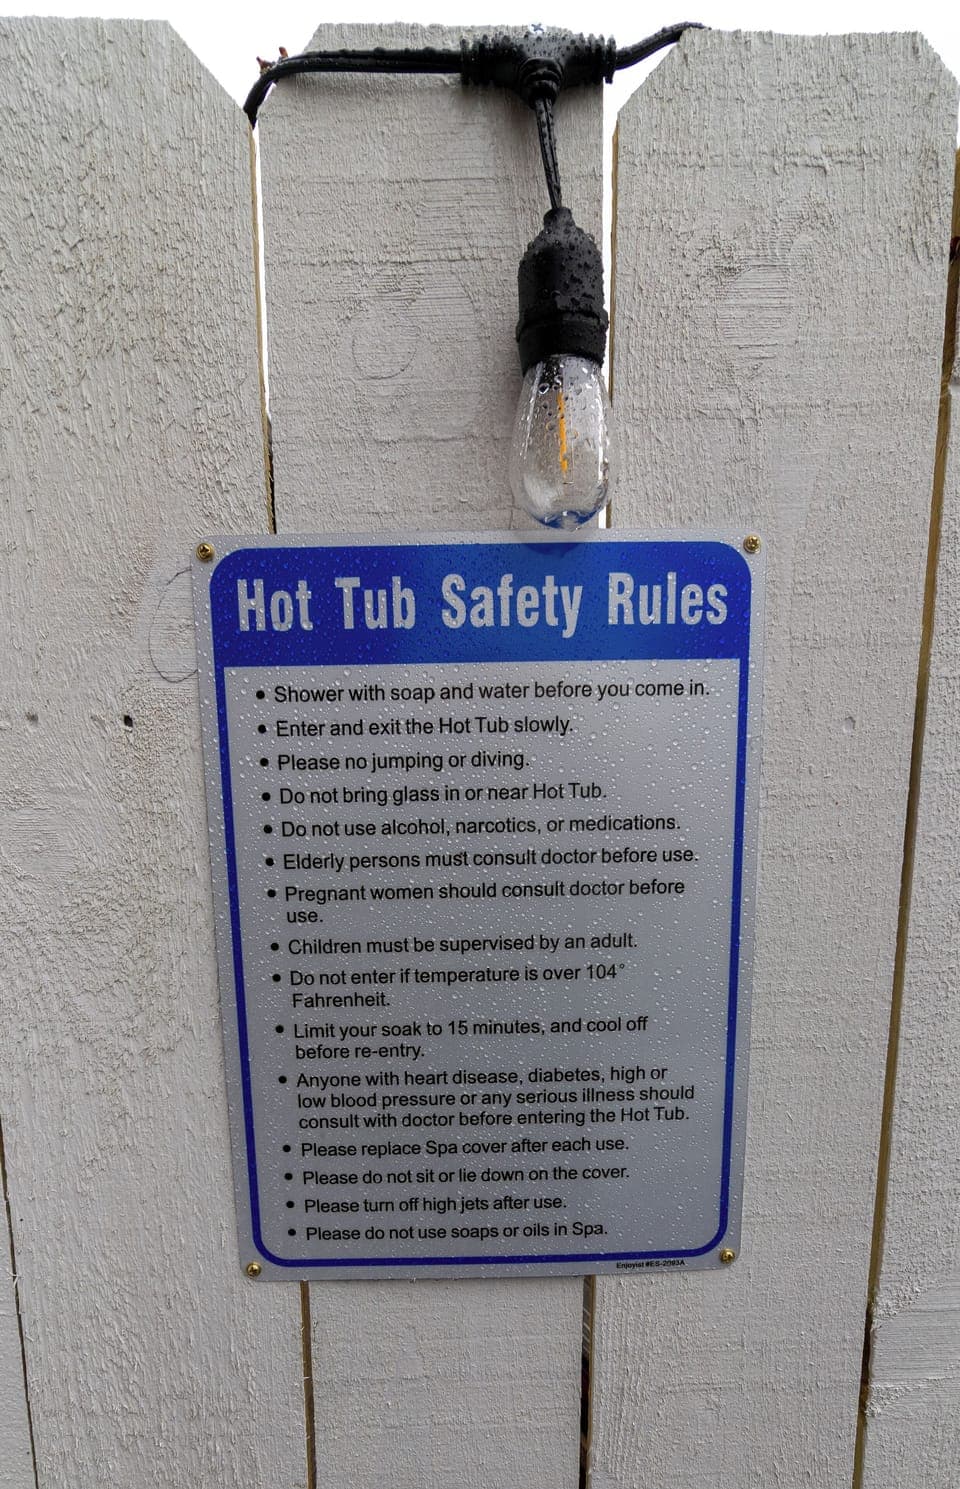 Hot Tub Safety Rules
• Shower with soap and water before you come in.
• Enter and exit the Hot Tub slowly.
• Please no jumping or diving.
• Do not bring glass in or near Hot Tub.
• Do not use alcohol, narcotics, or medications.
• Elderly persons must consult doctor before use.
• Pregnant women should consult doctor before
use.
• Children must be supervised by an adult.
• Do not enter if temperature is over 104°
Fahrenheit.
• Limit your soak to 15 minutes, and cool off
before re-entry.
• Anyone with heart disease, diabetes, high or
low blood pressure or any serious illness should
consult with doctor before entering the Hot Tub.
• Please replace Spa cover after each use.
• Please do not sit or lie down on the cover.
• Please turn off high jets after use.
• Please do not use soaps or oils in Spa.
Enjoyist #ES-2093A